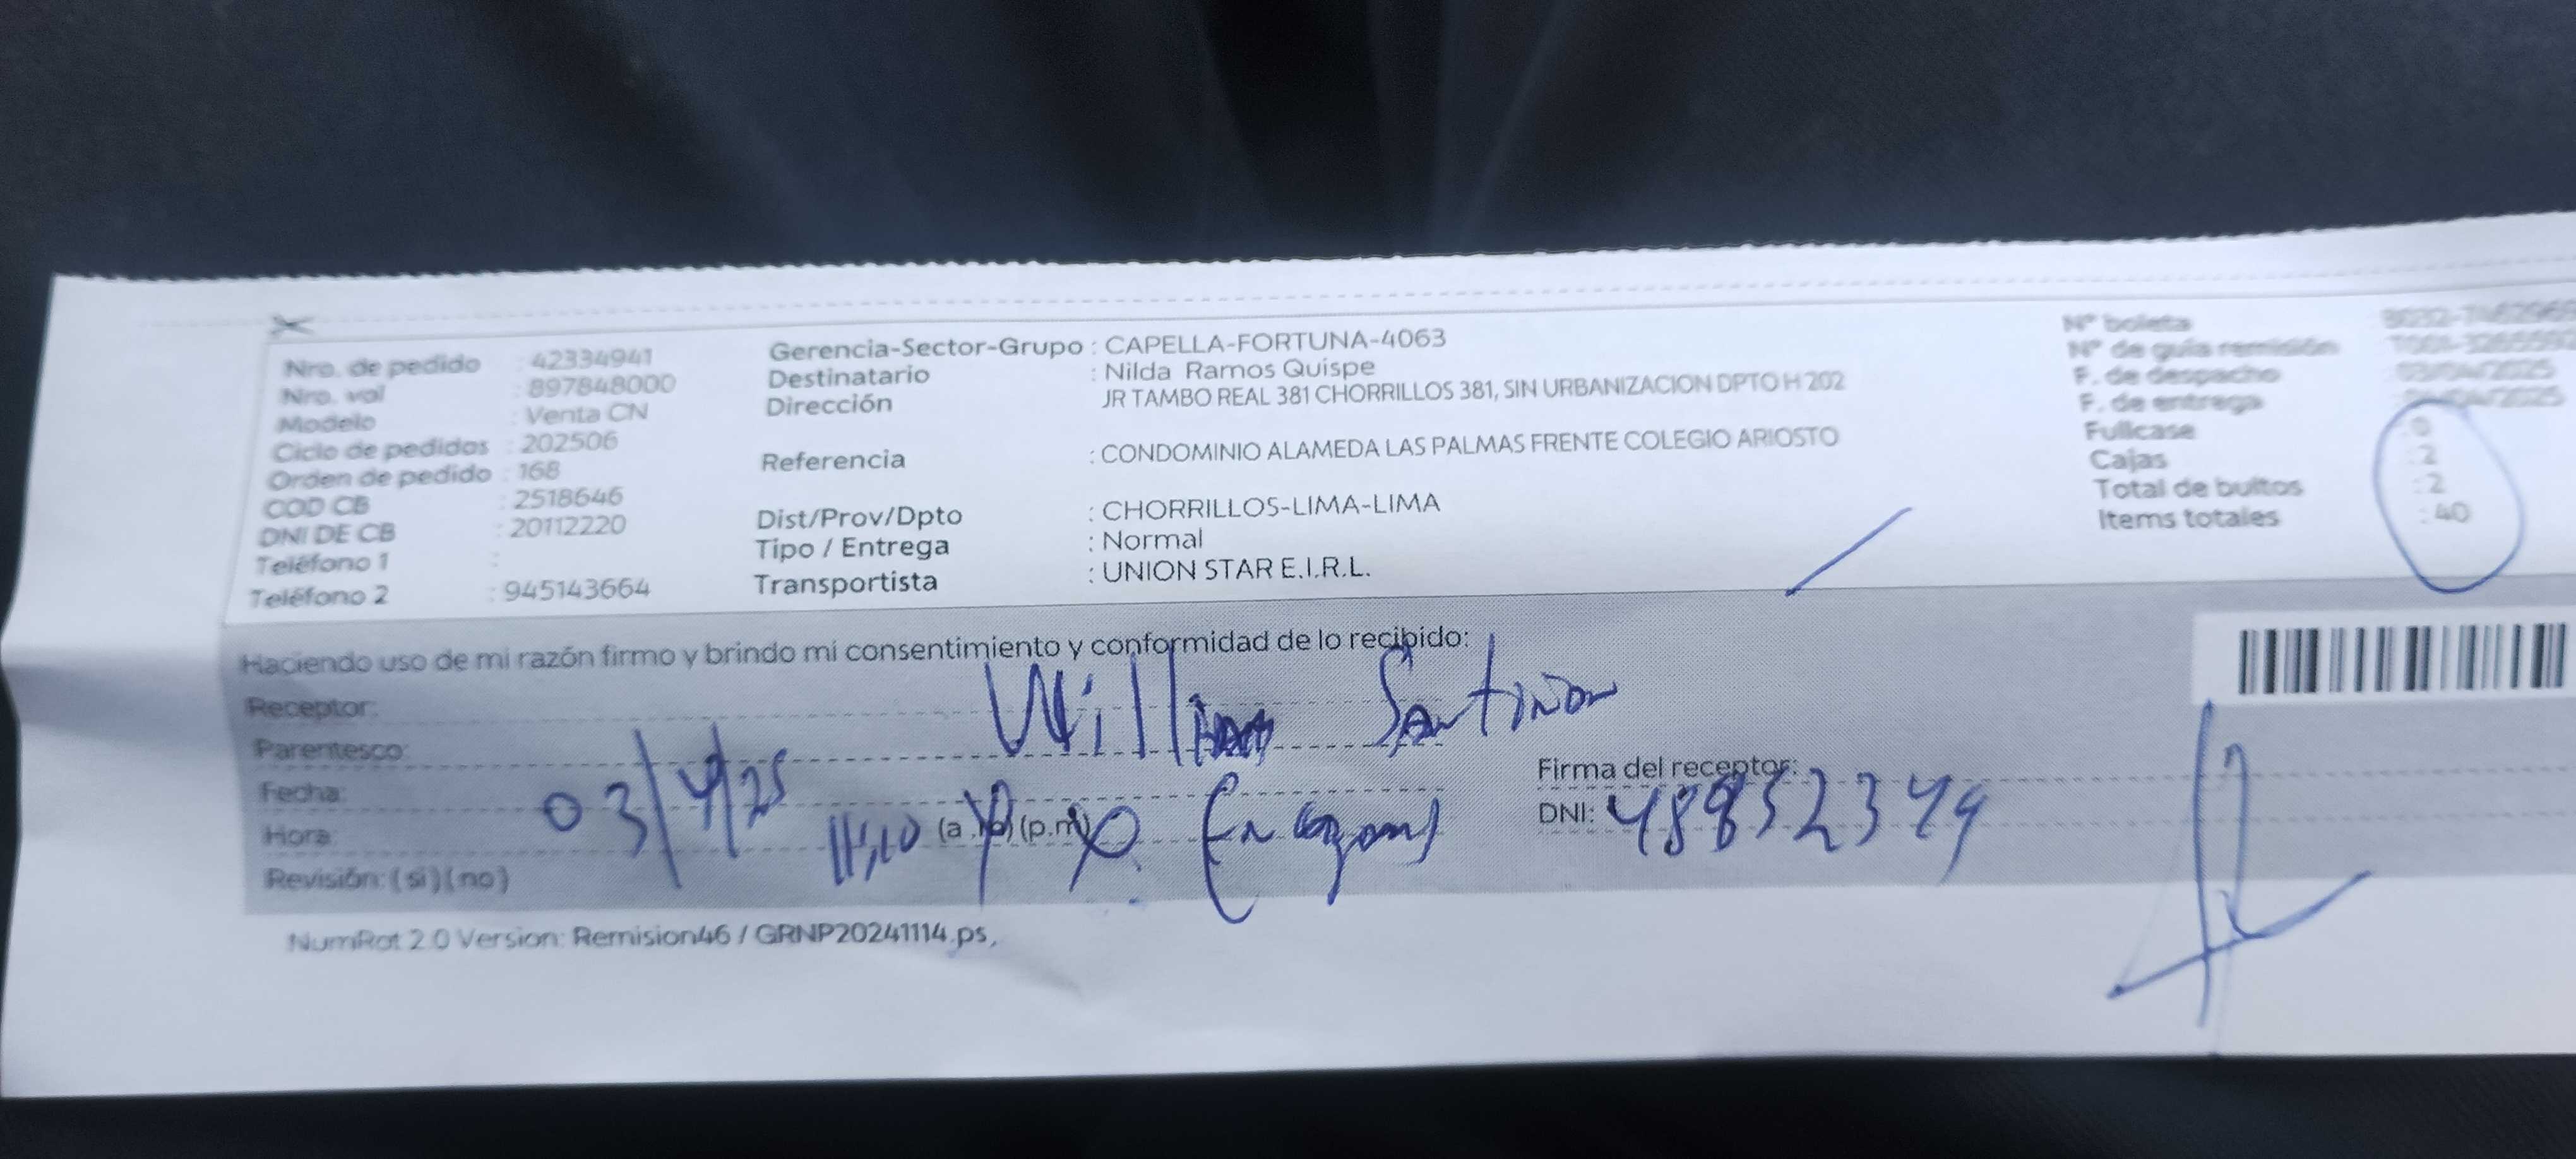 Nro. de pedido : 42334941
Nro. val : 897848000
Modelo : Venta CN
Ciclo de pedidos : 202506
Orden de pedido : 168
COD CB : 2518646
DNI DE CB : 20112220
Teléfono 1 :
Teléfono 2 : 945143664
Gerencia-Sector-Grupo : CAPELLA-FORTUNA-4063
Destinatario : Nilda Ramos Quispe
Dirección JR TAMBO REAL 381 CHORRILLOS 381, SIN URBANIZACION DPTO H 202
Referencia : CONDOMINIO ALAMEDA LAS PALMAS FRENTE COLEGIO ARIOSTO
Dist/Prov/Dpto : CHORRILLOS-LIMA-LIMA
Tipo / Entrega : Normal
Transportista : UNION STAR E.I.R.L.
Nº boleta
Nº de guía remisión
F. de despacho : 03/04/2025
F. de entrega
Fullcase : 0
Cajas : 2
Total de bultos : 2
Items totales : 40
Haciendo uso de mi razón firmo y brindo mi consentimiento y conformidad de lo recibido:
Receptor:
Parentesco:
Fecha: 03/4/25
Hora: (p.m)
Revisión: (si) (no)
Firma del receptor:
DNI:
NumRot 2.0 Version: Remision46 / GRNP20241114.ps,